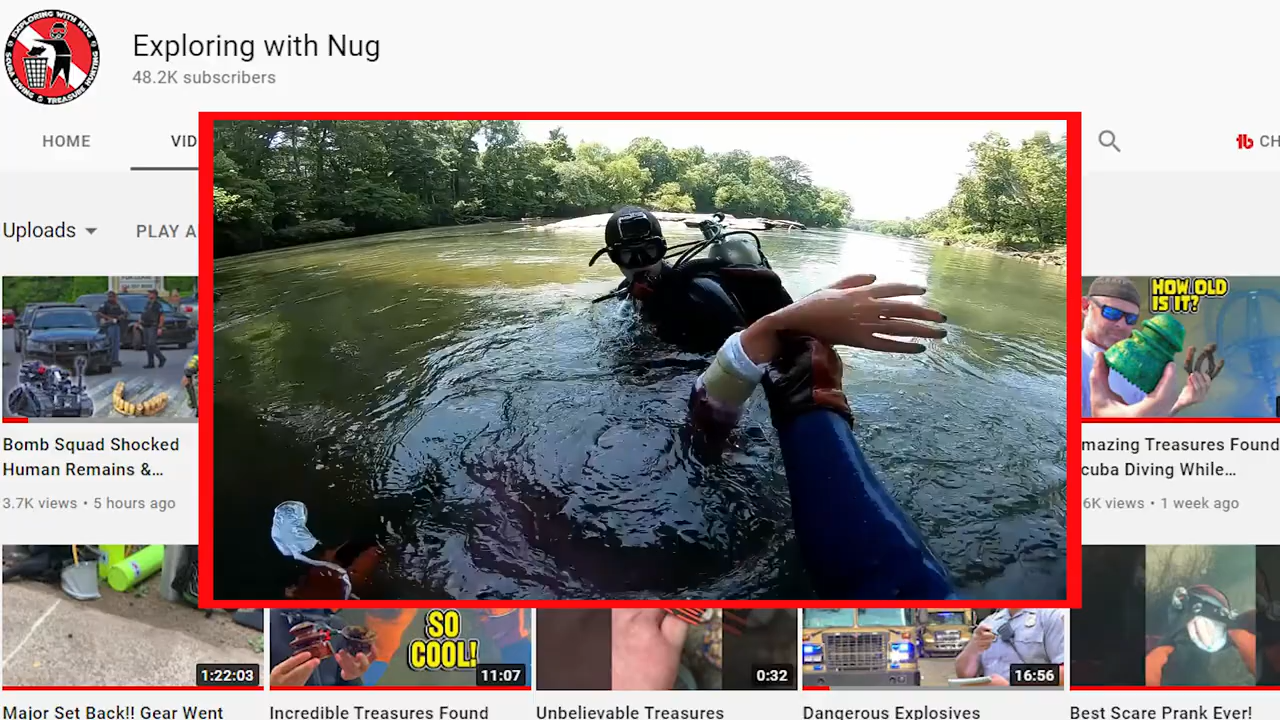 EXPLORING WITH NUG
SCUBA DIVING
TREASURE HUNTING
Exploring with Nug
48.2K subscribers
HOME
VID
CH
Uploads
PLAY A
HOW OLD
IS IT?
Bomb Squad Shocked
Human Remains &...
3.7K views • 5 hours ago
mazing Treasures Found
cuba Diving While...
6K views • 1 week ago
1:22:03
SO
COOL!
11:07
0:32
16:56
Major Set Back!! Gear Went
Incredible Treasures Found
Unbelievable Treasures
Dangerous Explosives
Best Scare Prank Ever!